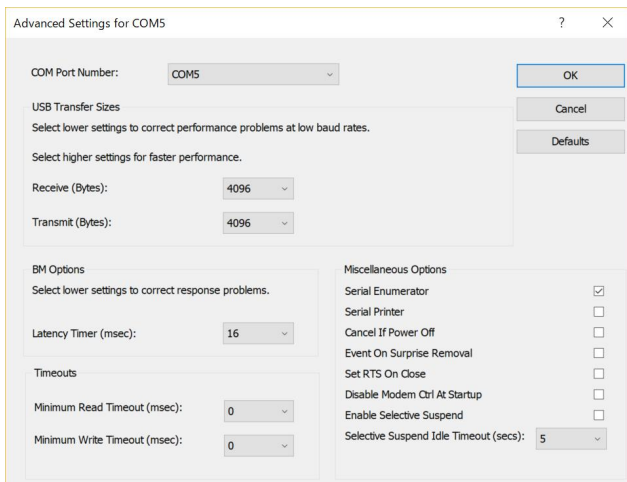 Advanced Settings for COM5
COM Port Number: COM5
OK
USB Transfer Sizes
Cancel
Select lower settings to correct performance problems at low baud rates.
Defaults
Select higher settings for faster performance.
Receive (Bytes): 4096
Transmit (Bytes): 4096
BM Options
Select lower settings to correct response problems.
Latency Timer (msec): 16
Timeouts
Minimum Read Timeout (msec): 0
Minimum Write Timeout (msec): 0
Miscellaneous Options
Serial Enumerator
Serial Printer
Cancel If Power Off
Event On Surprise Removal
Set RTS On Close
Disable Modem Ctrl At Startup
Enable Selective Suspend
Selective Suspend Idle Timeout (secs): 5